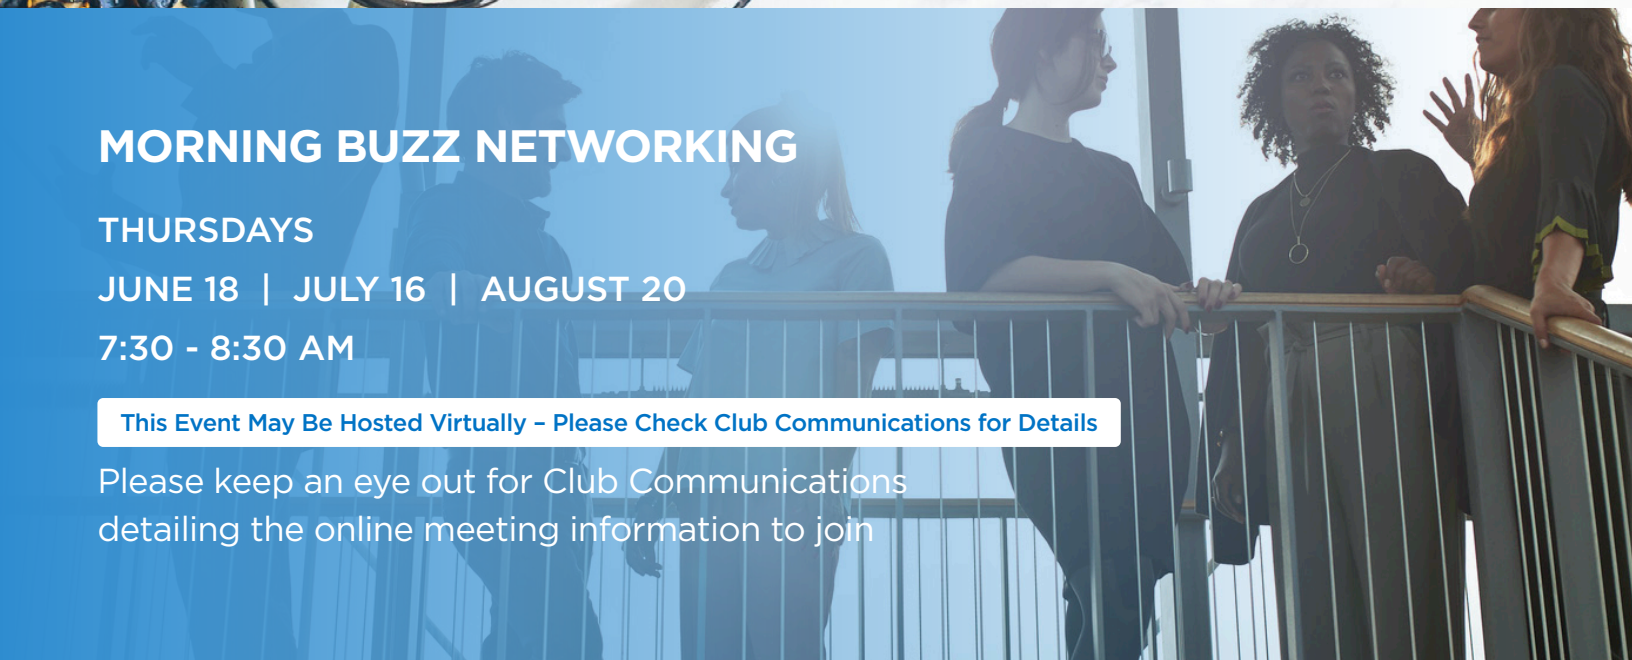 MORNING BUZZ NETWORKING
THURSDAYS
JUNE 18 | JULY 16 | AUGUST 20
7:30 - 8:30 AM
This Event May Be Hosted Virtually – Please Check Club Communications for Details
Please keep an eye out for Club Communications
detailing the online meeting information to join